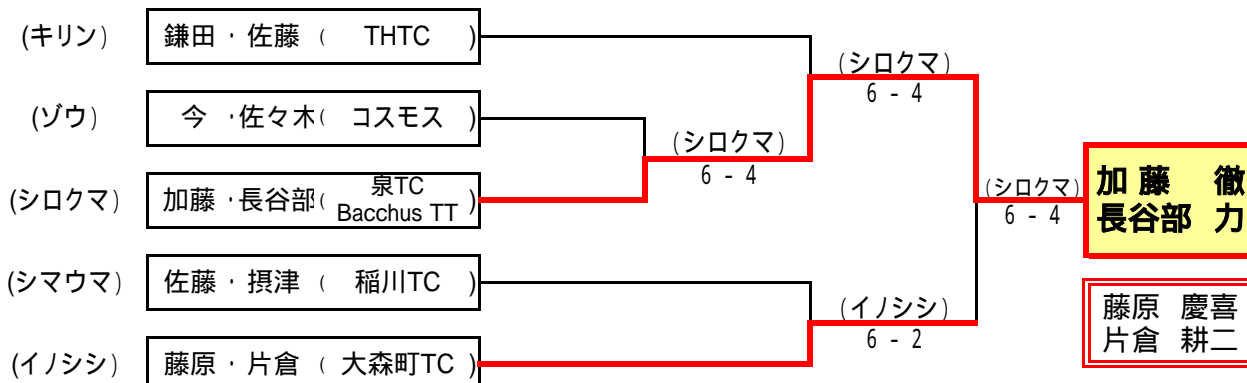 (キリン) 鎌田・佐藤 ( THTC )
(シロクマ)
6 - 4
(ゾウ) 今・佐々木( コスモス )
(シロクマ)
6 - 4
(シロクマ) 加藤・長谷部( 泉TC
Bacchus TT )
(シロクマ)
6 - 4
加藤 徹
長谷部 力
(シマウマ) 佐藤・摂津 ( 稲川TC )
(イノシシ)
6 - 2
藤原 慶喜
片倉 耕二
(イノシシ) 藤原・片倉 ( 大森町TC )